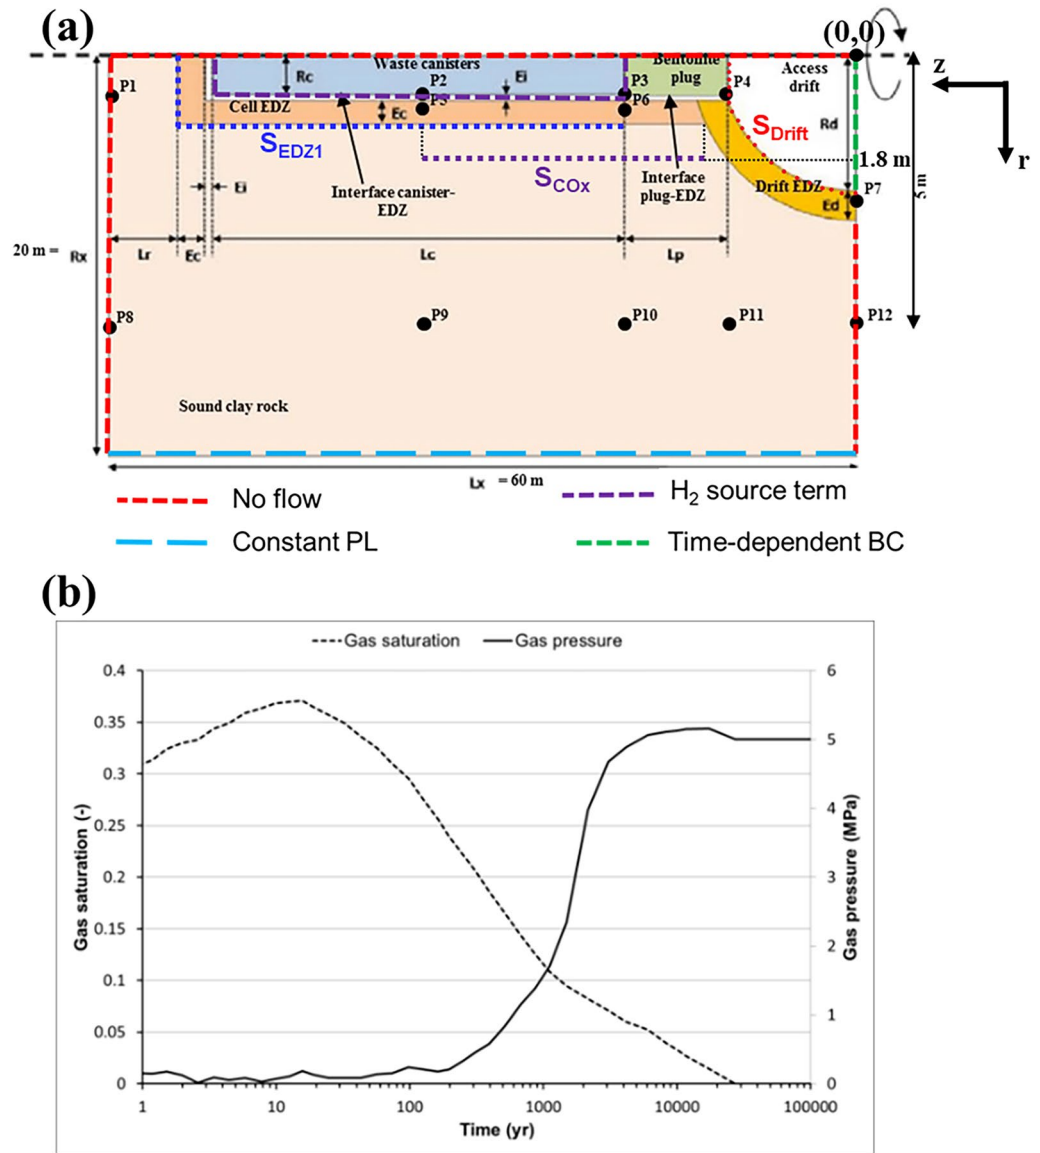 (a)
(0,0)
Waste canisters
Bentonite
plug
Access
drift
z
P1
Rc
P2
Ei
P3
P4
P5
P6
Cell EDZ
Ec
Rd
S_EDZ1
S_Drift
r
1.8 m
S_COx
Interface canister-
EDZ
Interface
plug-EDZ
Drift EDZ
P7
Ed
5 m
Ei
20 m = Rx
Lr
Ec
Lc
Lp
P8
P9
P10
P11
P12
Sound clay rock
Lx = 60 m
No flow
H₂ source term
Constant PL
Time-dependent BC
(b)
Gas saturation
Gas pressure
0.4
0.35
0.3
0.25
0.2
0.15
0.1
0.05
0
Gas saturation (-)
6
5
4
3
2
1
0
Gas pressure (MPa)
1
10
100
1000
10000
100000
Time (yr)